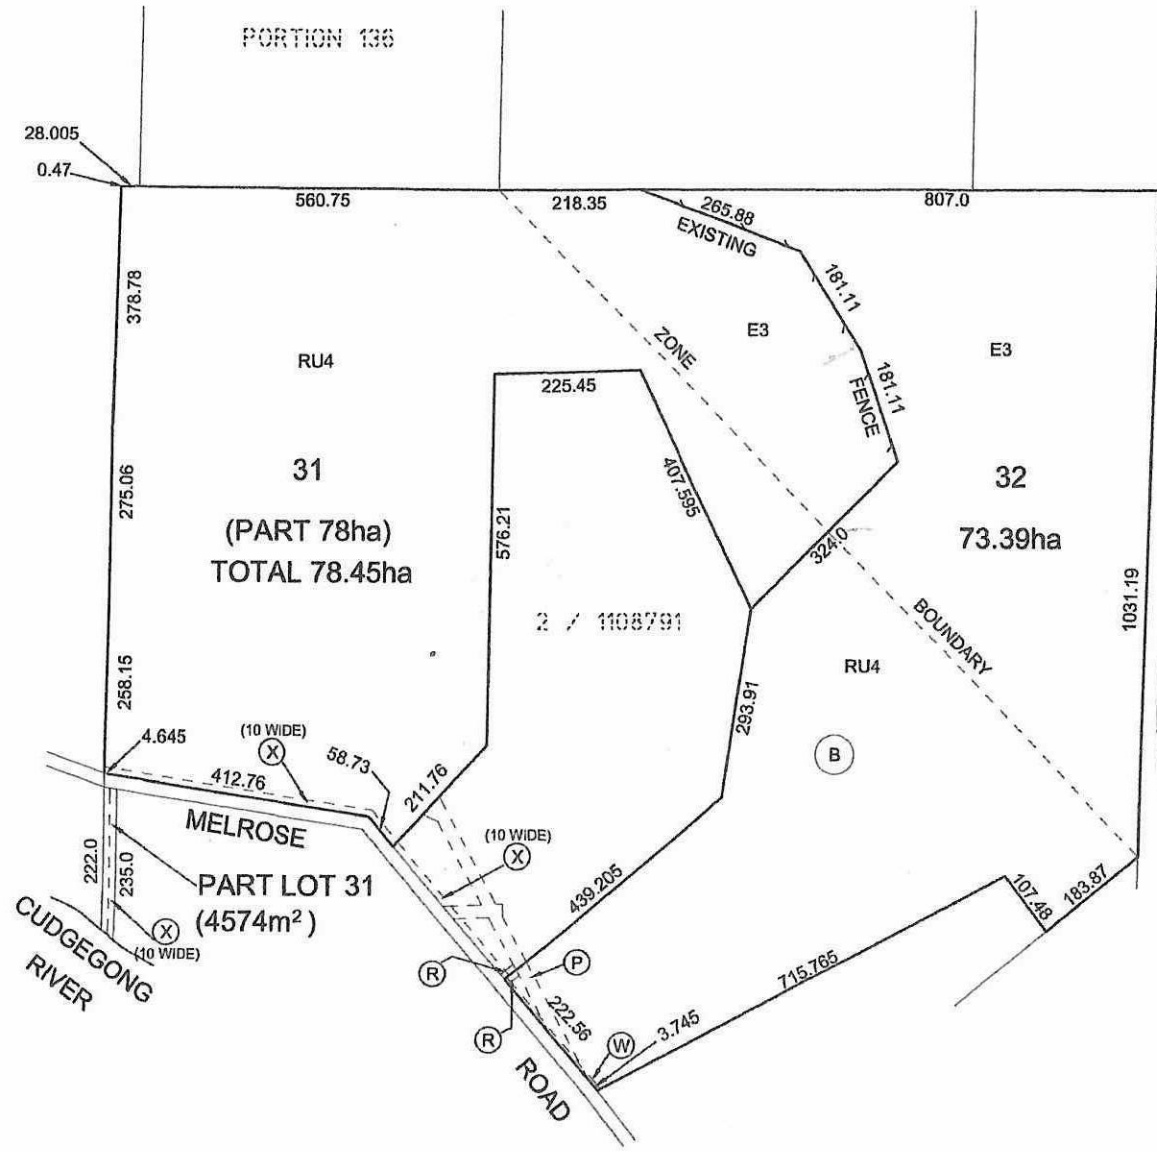 PORTION 136
28.005
0.47
560.75
218.35
265.88
807.0
EXISTING
378.78
181.11
ZONE
E3
E3
RU4
225.45
181.11
FENCE
31
407.595
32
275.06
(PART 78ha)
576.21
324.0
73.39ha
TOTAL 78.45ha
1031.19
2 / 1108791
BOUNDARY
258.15
RU4
293.91
4.645
(10 WIDE)
X
58.73
B
412.76
211.76
MELROSE
(10 WIDE)
X
222.0
235.0
PART LOT 31
(4574m²)
439.205
107.48
183.87
CUDGEGONG
RIVER
X
(10 WIDE)
R
P
715.765
222.56
3.745
R
W
ROAD